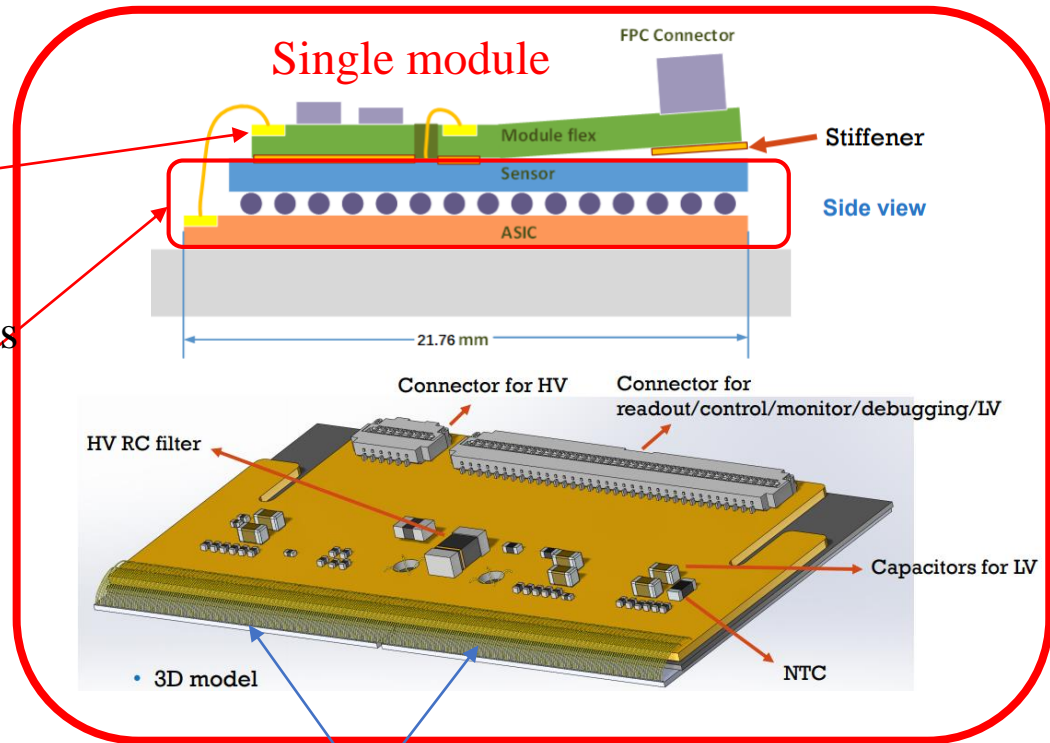 Single module
FPC Connector
Module flex
Stiffener
Sensor
Side view
ASIC
s
21.76 mm
Connector for HV
Connector for
readout/control/monitor/debugging/LV
HV RC filter
Capacitors for LV
NTC
• 3D model